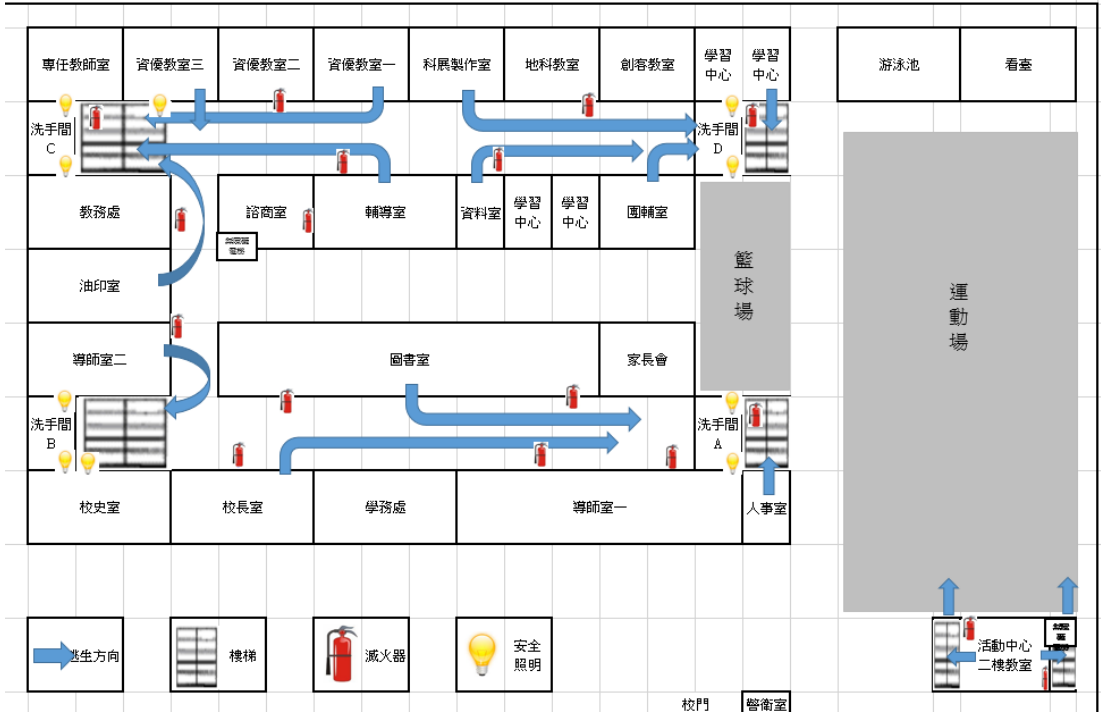 專任教師室
資優教室三
資優教室二
資優教室一
科展製作室
地科教室
創客教室
學習
中心
學習
中心
游泳池
看臺
洗手間
C
洗手間
D
教務處
諮商室
輔導室
資料室
學習
中心
學習
中心
團輔室
無障礙
電梯
籃
球
場
運
動
場
油印室
導師室二
圖書室
家長會
洗手間
B
洗手間
A
校史室
校長室
學務處
導師室一
人事室
逃生方向
樓梯
滅火器
安全
照明
活動中心
二樓教室
校門
警衛室